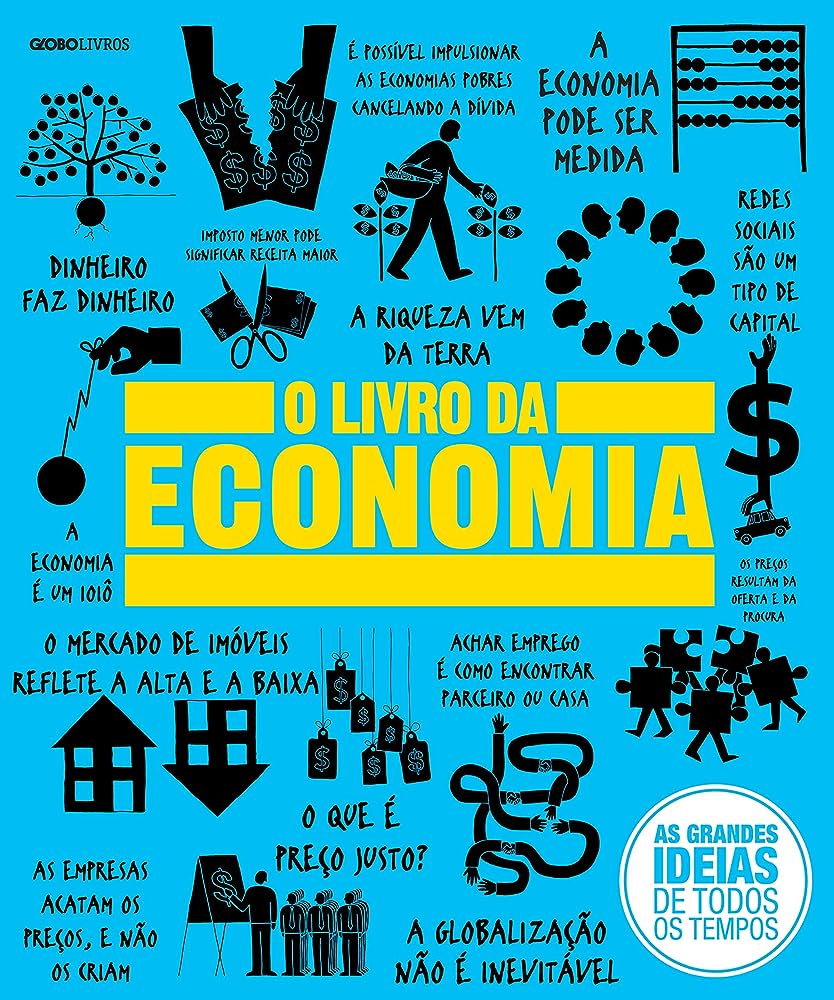 GLOBOLIVROS
É POSSÍVEL IMPULSIONAR
AS ECONOMIAS POBRES
CANCELANDO A DÍVIDA
A
ECONOMIA
PODE SER
MEDIDA
DINHEIRO
FAZ DINHEIRO
IMPOSTO MENOR PODE
SIGNIFICAR RECEITA MAIOR
A RIQUEZA VEM
DA TERRA
REDES
SOCIAIS
SÃO UM
TIPO DE
CAPITAL
O LIVRO DA
ECONOMIA
A
ECONOMIA
É UM IOIÔ
OS PREÇOS
RESULTAM DA
OFERTA E DA
PROCURA
O MERCADO DE IMÓVEIS
REFLETE A ALTA E A BAIXA
ACHAR EMPREGO
É COMO ENCONTRAR
PARCEIRO OU CASA
O QUE É
PREÇO JUSTO?
AS EMPRESAS
ACATAM OS
PREÇOS, E NÃO
OS CRIAM
A GLOBALIZAÇÃO
NÃO É INEVITÁVEL
AS GRANDES
IDEIAS
DE TODOS
OS TEMPOS